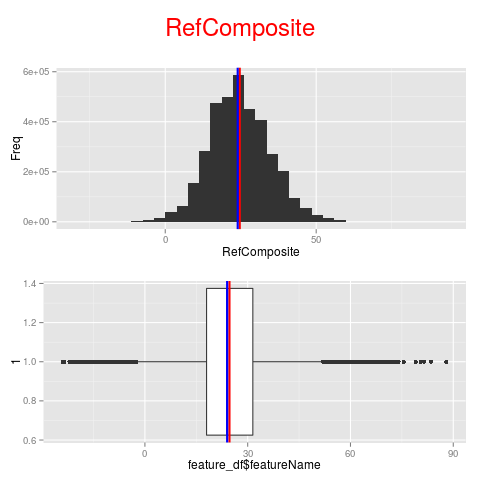 RefComposite
6e+05
4e+05
2e+05
0e+00
Freq
0 50
RefComposite
1.4
1.2
1.0
0.8
0.6
1
0 30 60 90
feature_df$featureName